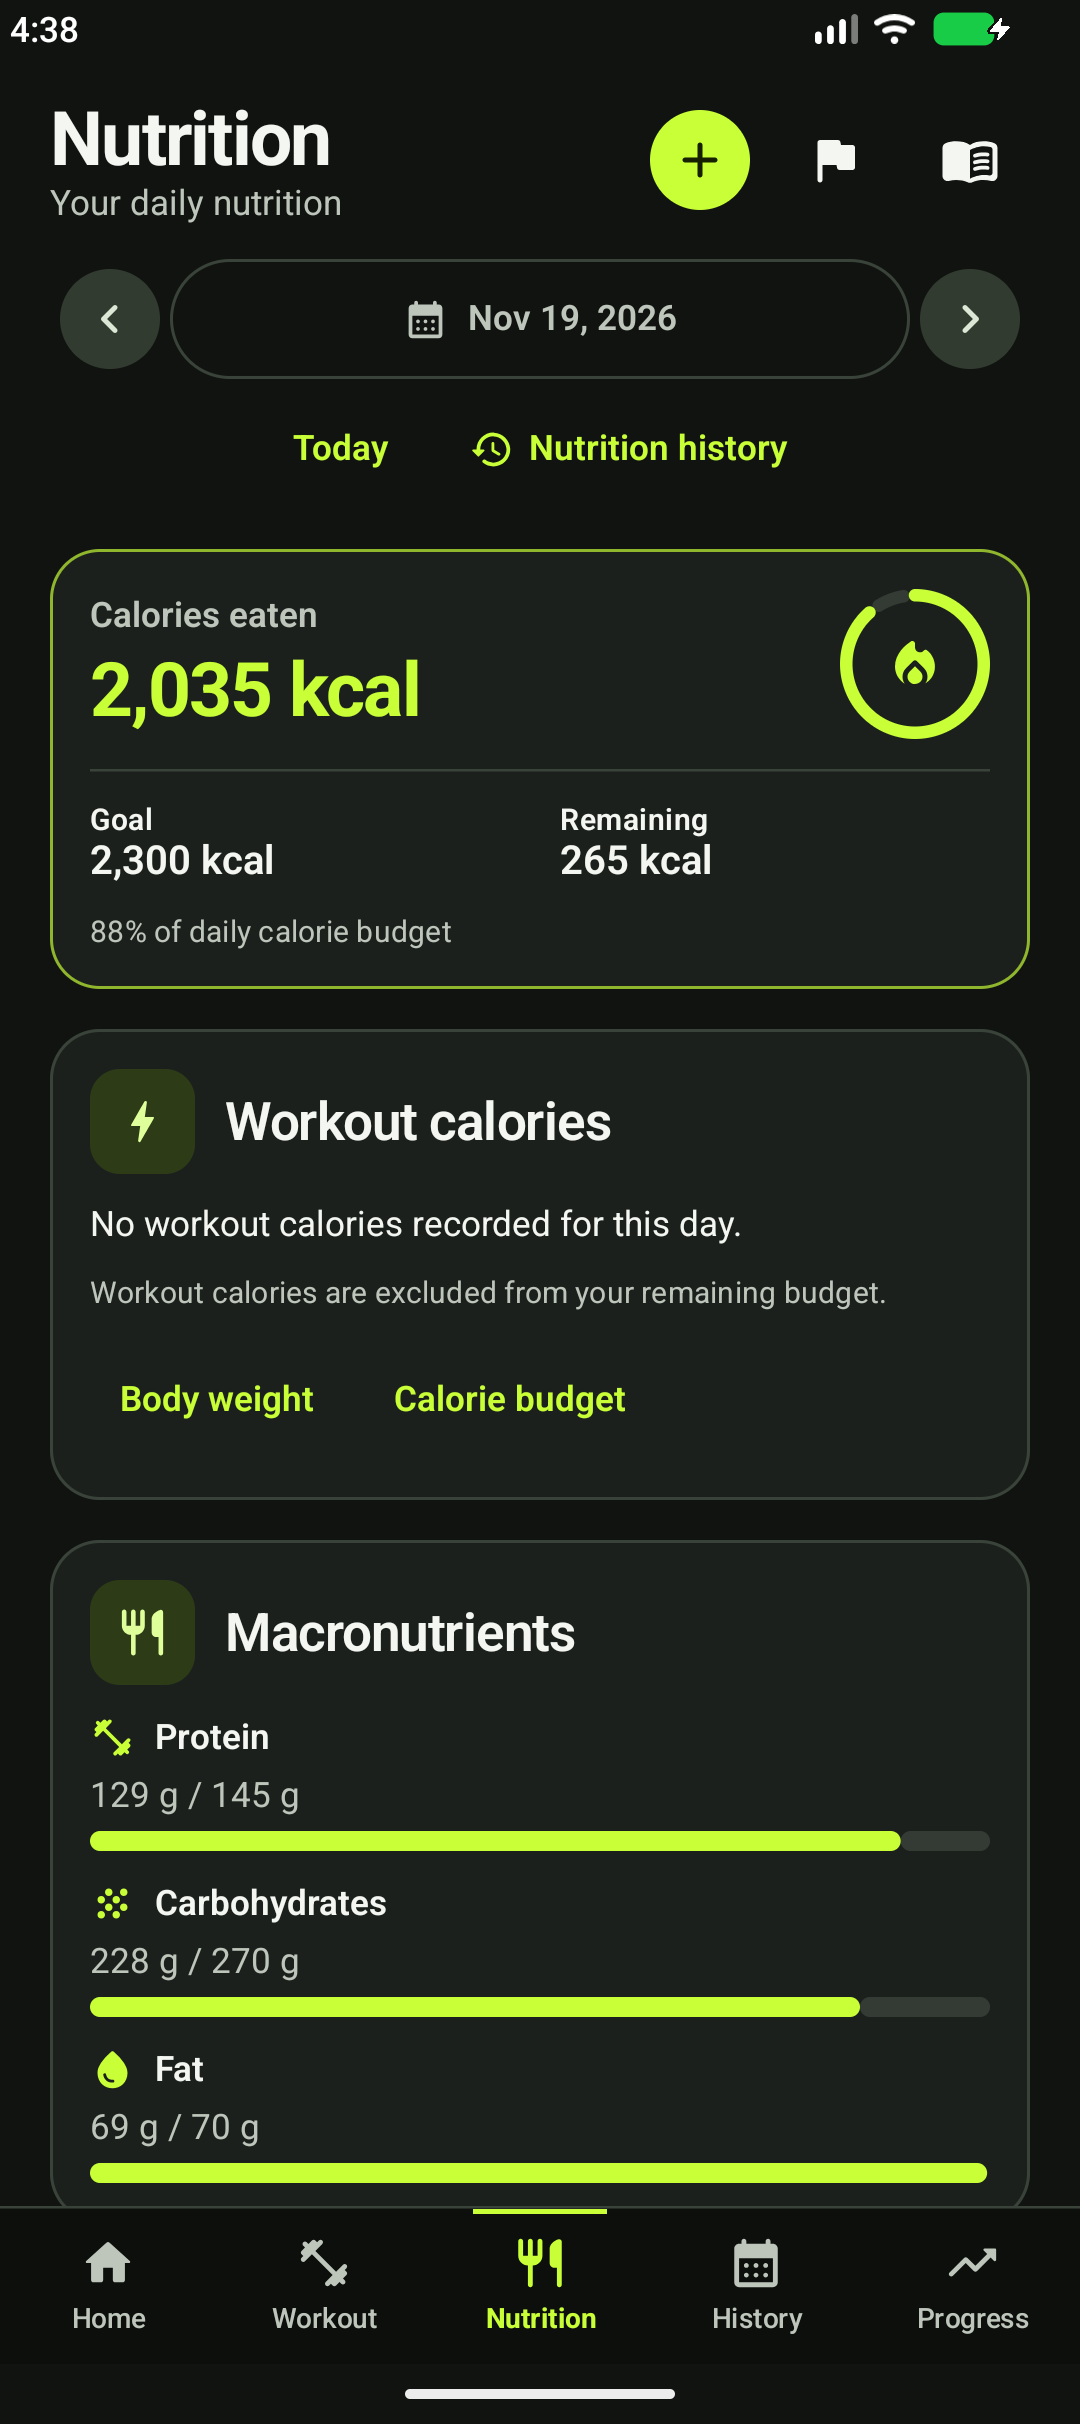 4:38
Nutrition
Your daily nutrition
Nov 19, 2026
Today
Nutrition history
Calories eaten
2,035 kcal
Goal
2,300 kcal
Remaining
265 kcal
88% of daily calorie budget
Workout calories
No workout calories recorded for this day.
Workout calories are excluded from your remaining budget.
Body weight
Calorie budget
Macronutrients
Protein
129 g / 145 g
Carbohydrates
228 g / 270 g
Fat
69 g / 70 g
Home
Workout
Nutrition
History
Progress